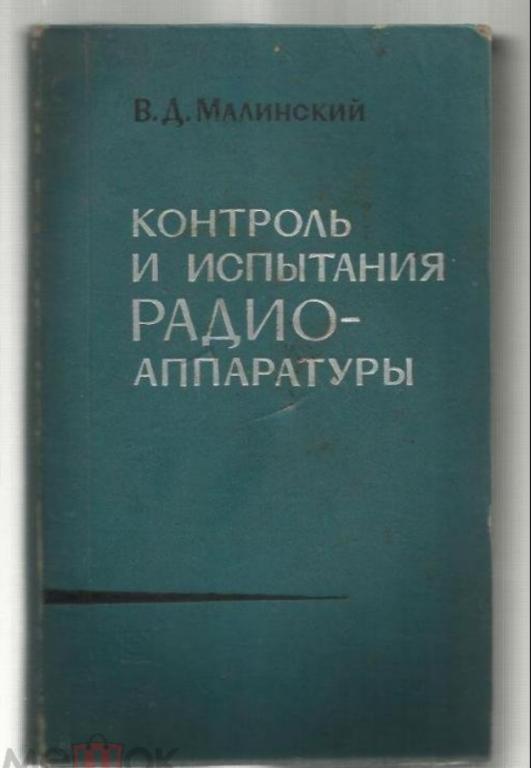 В. Д. Малинский
КОНТРОЛЬ
И ИСПЫТАНИЯ
РАДИО-
АППАРАТУРЫ